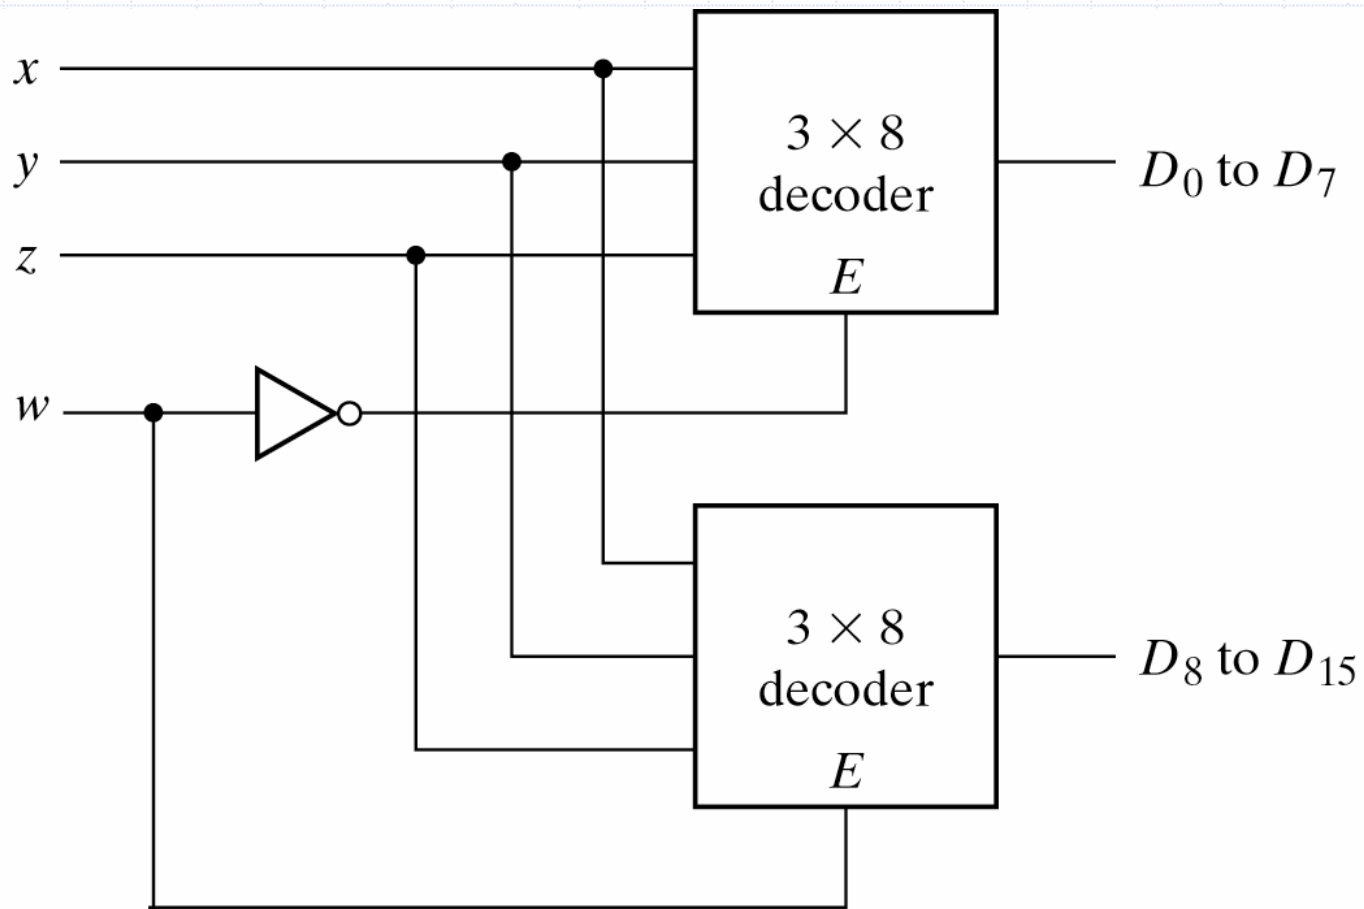 x
y
z
w
3 × 8
decoder
E
D₀ to D₇
3 × 8
decoder
E
D₈ to D₁₅